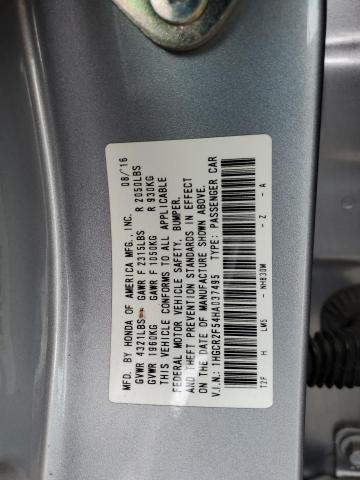 MFD. BY HONDA OF AMERICA MFG., INC. 08/16
GVWR 4321LBS GAWR F 2315LBS R 2050LBS
GVWR 1960KG GAWR F 1050KG R 930KG
THIS VEHICLE CONFORMS TO ALL APPLICABLE
FEDERAL MOTOR VEHICLE SAFETY, BUMPER,
AND THEFT PREVENTION STANDARDS IN EFFECT
ON THE DATE OF MANUFACTURE SHOWN ABOVE.
V.I.N.: 1HGCR2F54HA037495 TYPE: PASSENGER CAR
T2F H LM5 - NH830M - Z - A